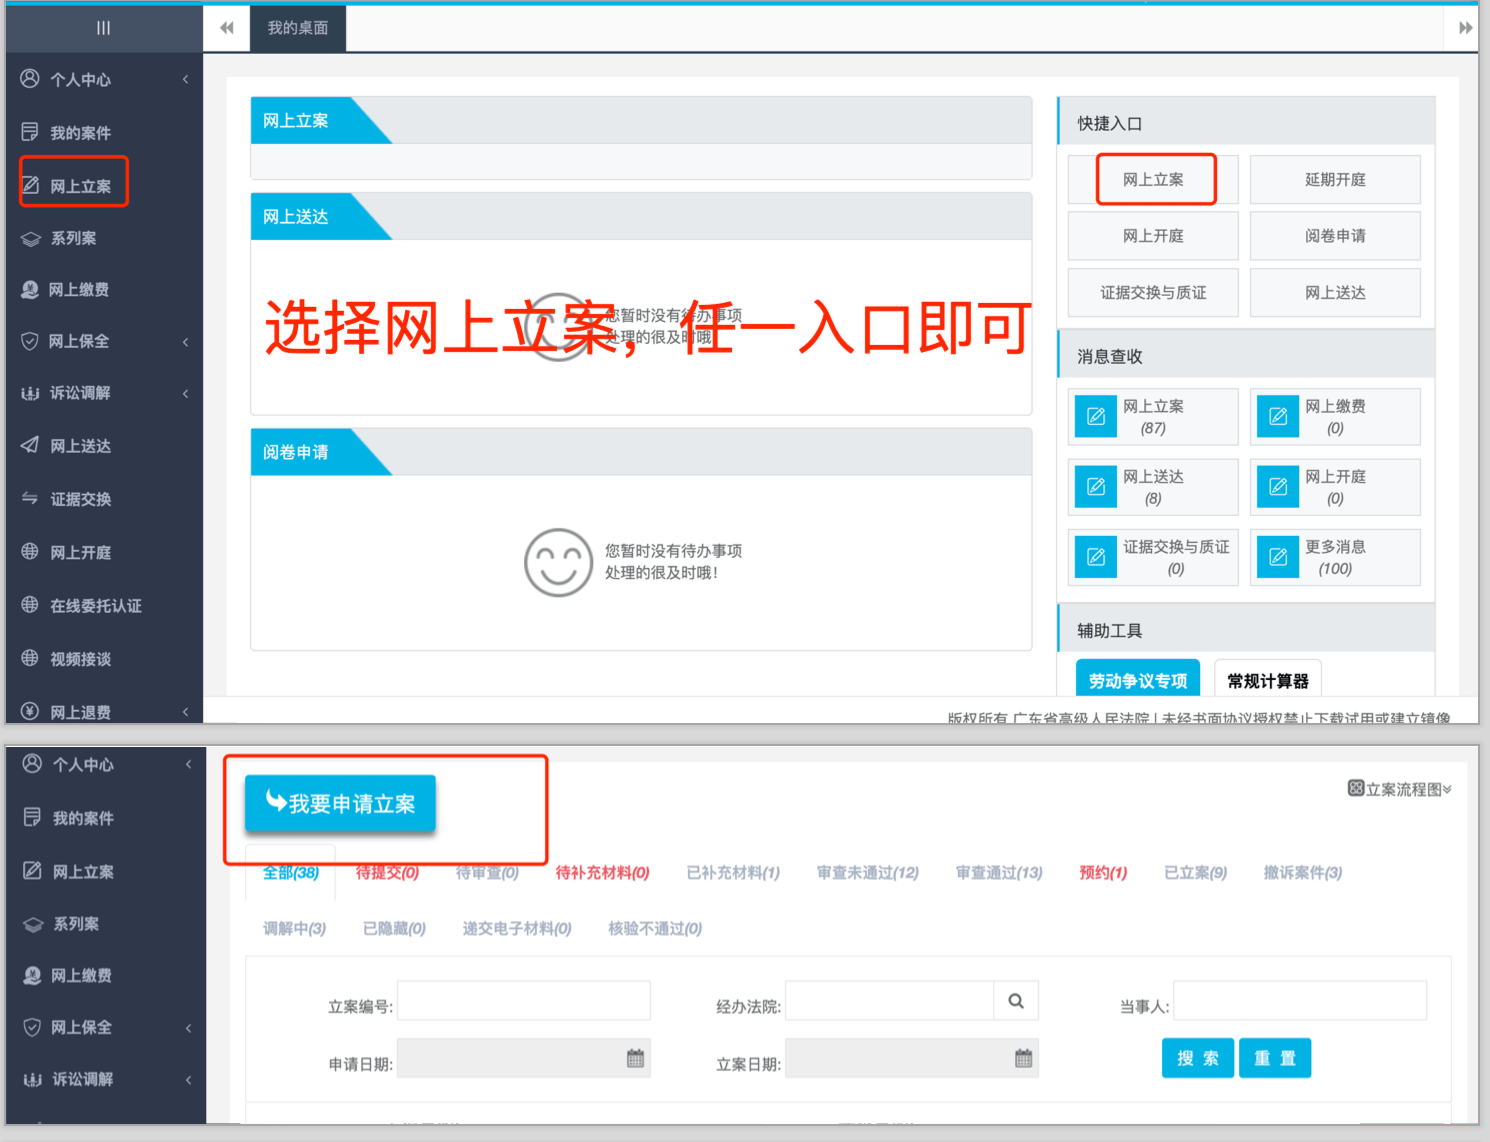 我的桌面
个人中心
我的案件
网上立案
系列案
网上缴费
网上保全
诉讼调解
网上送达
证据交换
网上开庭
在线委托认证
视频接谈
网上退费
网上立案
网上送达
您暂时没有待办事项
处理的很及时哦
选择网上立案,任一入口即可
阅卷申请
您暂时没有待办事项
处理的很及时哦!
快捷入口
网上立案 延期开庭
网上开庭 阅卷申请
证据交换与质证 网上送达
消息查收
网上立案 (87)
网上缴费 (0)
网上送达 (8)
网上开庭 (0)
证据交换与质证 (0)
更多消息 (100)
辅助工具
劳动争议专项 常规计算器
版权所有 广东省高级人民法院 | 未经书面协议授权禁止下载试用或建立镜像
个人中心
我的案件
网上立案
系列案
网上缴费
网上保全
诉讼调解
我要申请立案
立案流程图
全部(38) 待提交(0) 待审查(0) 待补充材料(0) 已补充材料(1) 审查未通过(12) 审查通过(13) 预约(1) 已立案(9) 撤诉案件(3)
调解中(3) 已隐藏(0) 递交电子材料(0) 核验不通过(0)
立案编号: 经办法院: 当事人:
申请日期: 立案日期: 搜 索 重 置